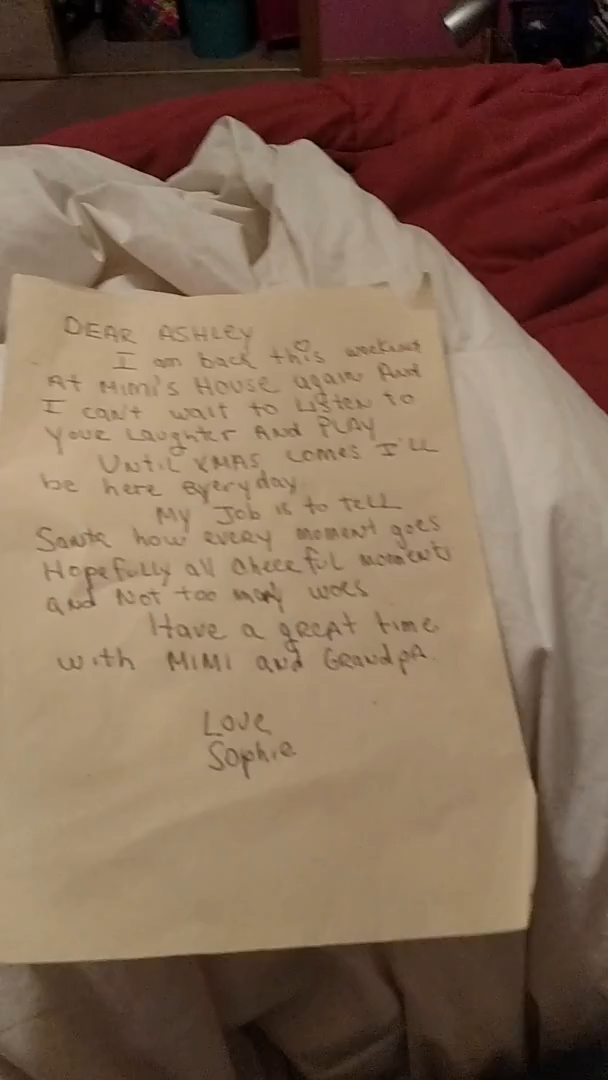 DEAR ASHLEY
I am back this weekend
At Mimi's House again And
I can't wait to Listen to
Your Laughter AND PLAY
UNTIL XMAS comes I'LL
be here Everyday
My Job is to Tell
Santa how every moment goes
Hopefully all cheerful moments
and Not too many woes
Have a great time
with MIMI and GrandpA.
Love
Sophie